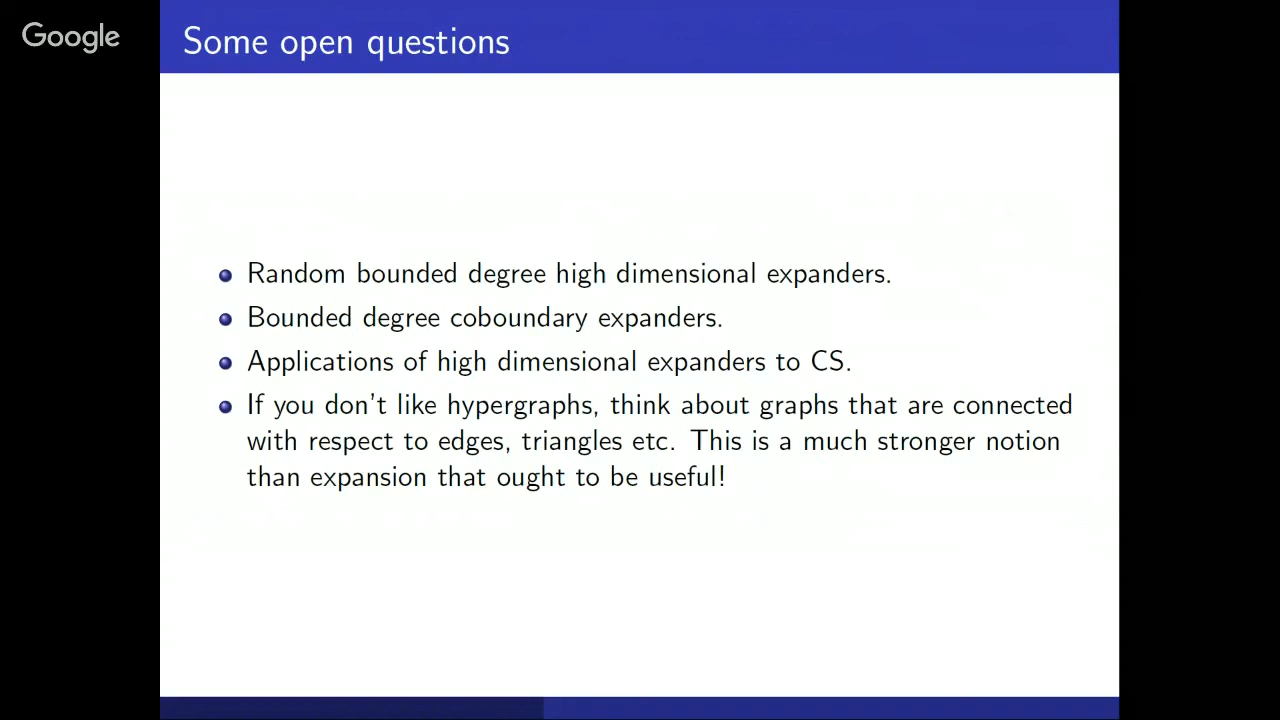 Google
Some open questions
Random bounded degree high dimensional expanders.
Bounded degree coboundary expanders.
Applications of high dimensional expanders to CS.
If you don't like hypergraphs, think about graphs that are connected
with respect to edges, triangles etc. This is a much stronger notion
than expansion that ought to be useful!